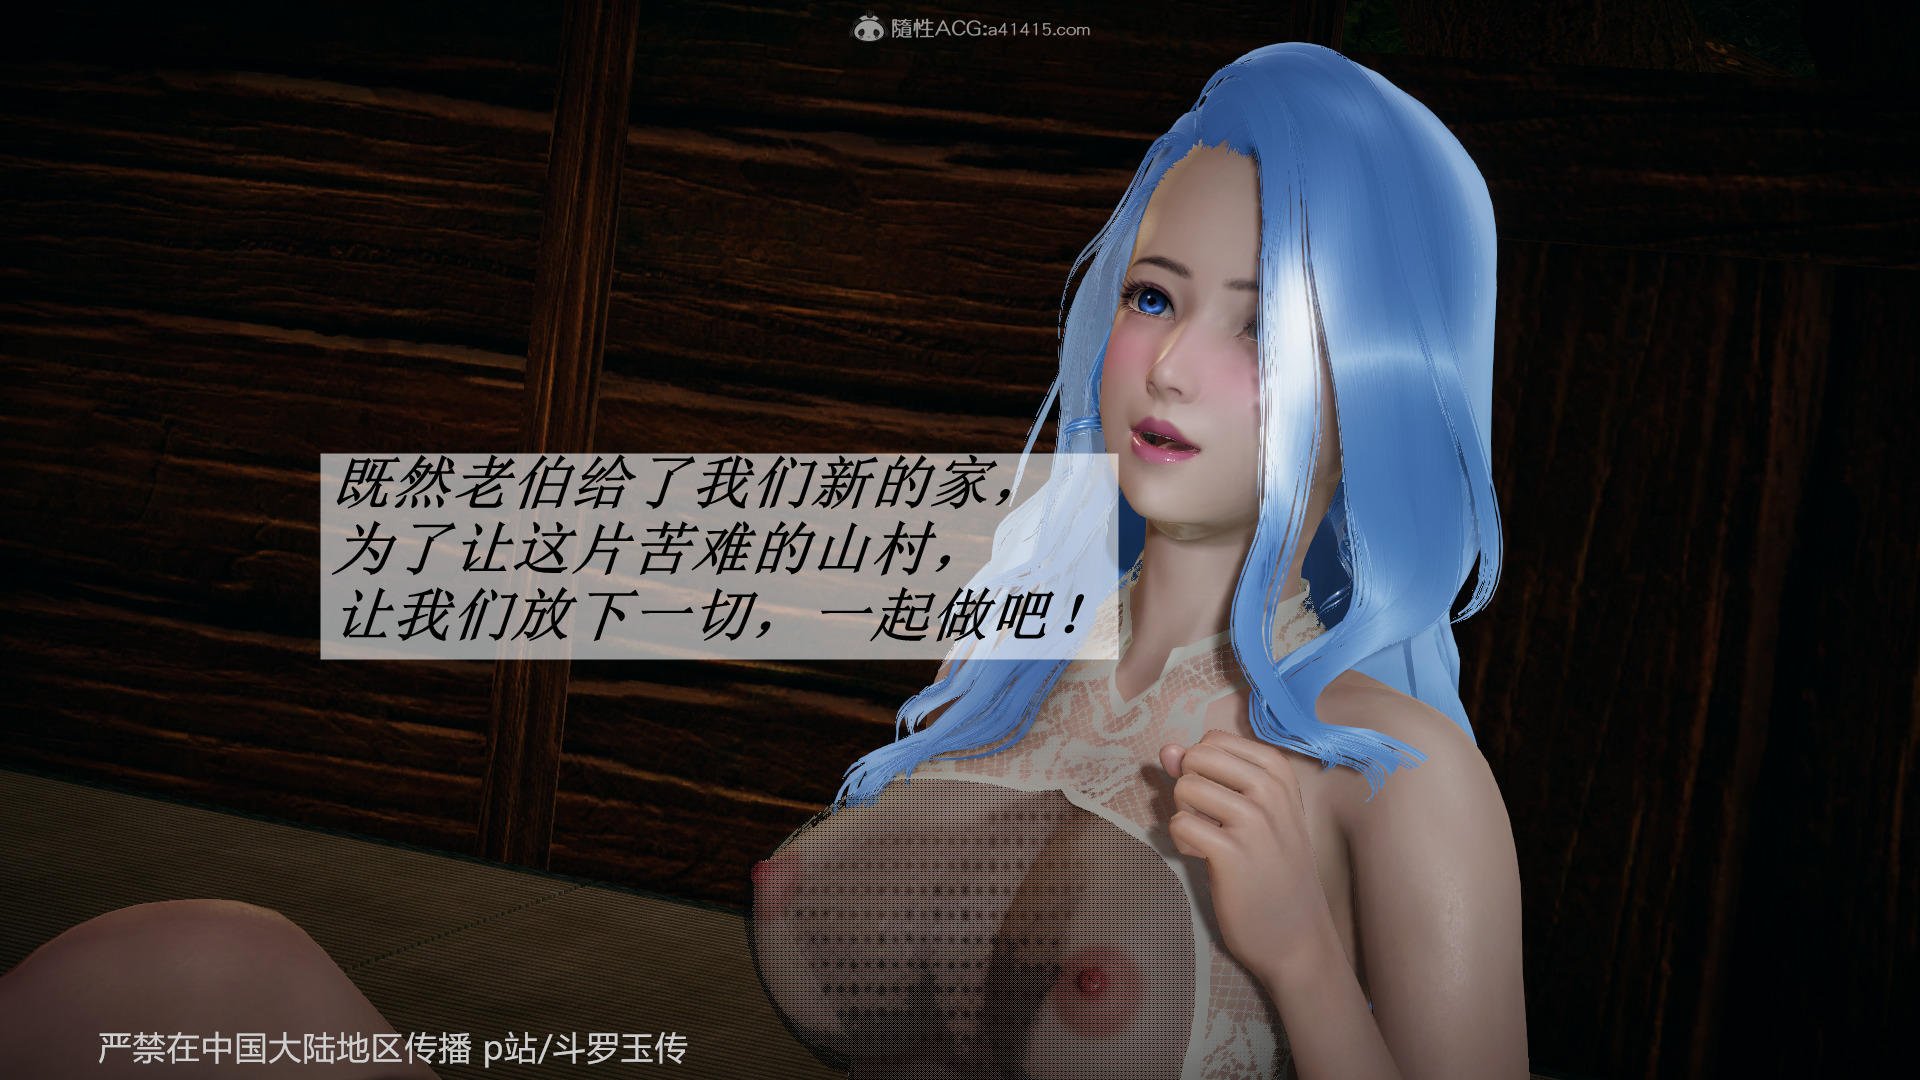 隨性ACG:a41415.com
既然老伯给了我们新的家，
为了让这片苦难的山村，
让我们放下一切，一起做吧！
严禁在中国大陆地区传播 p站/斗罗玉传